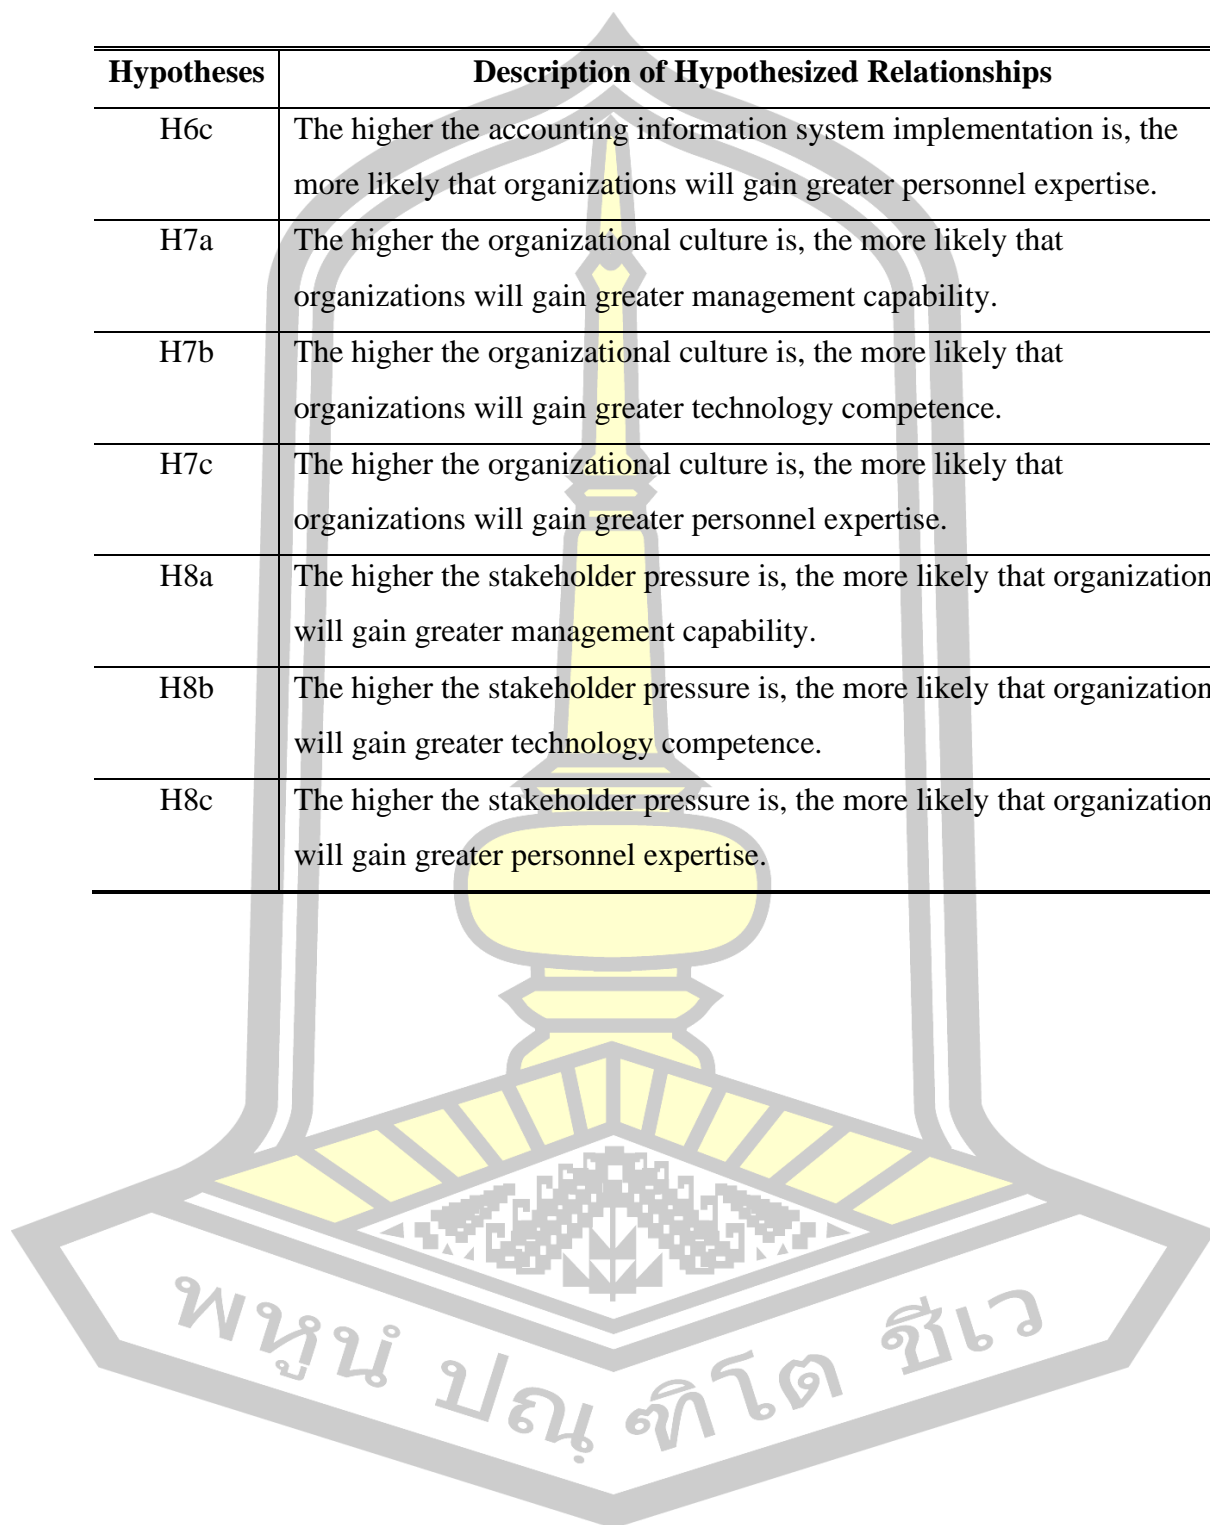 Hypotheses Description of Hypothesized Relationships
H6c The higher the accounting information system implementation is, the
more likely that organizations will gain greater personnel expertise.
H7a The higher the organizational culture is, the more likely that
organizations will gain greater management capability.
H7b The higher the organizational culture is, the more likely that
organizations will gain greater technology competence.
H7c The higher the organizational culture is, the more likely that
organizations will gain greater personnel expertise.
H8a The higher the stakeholder pressure is, the more likely that organization
will gain greater management capability.
H8b The higher the stakeholder pressure is, the more likely that organization
will gain greater technology competence.
H8c The higher the stakeholder pressure is, the more likely that organization
will gain greater personnel expertise.
พหูนํ ปณฺฑิโต ชีเว